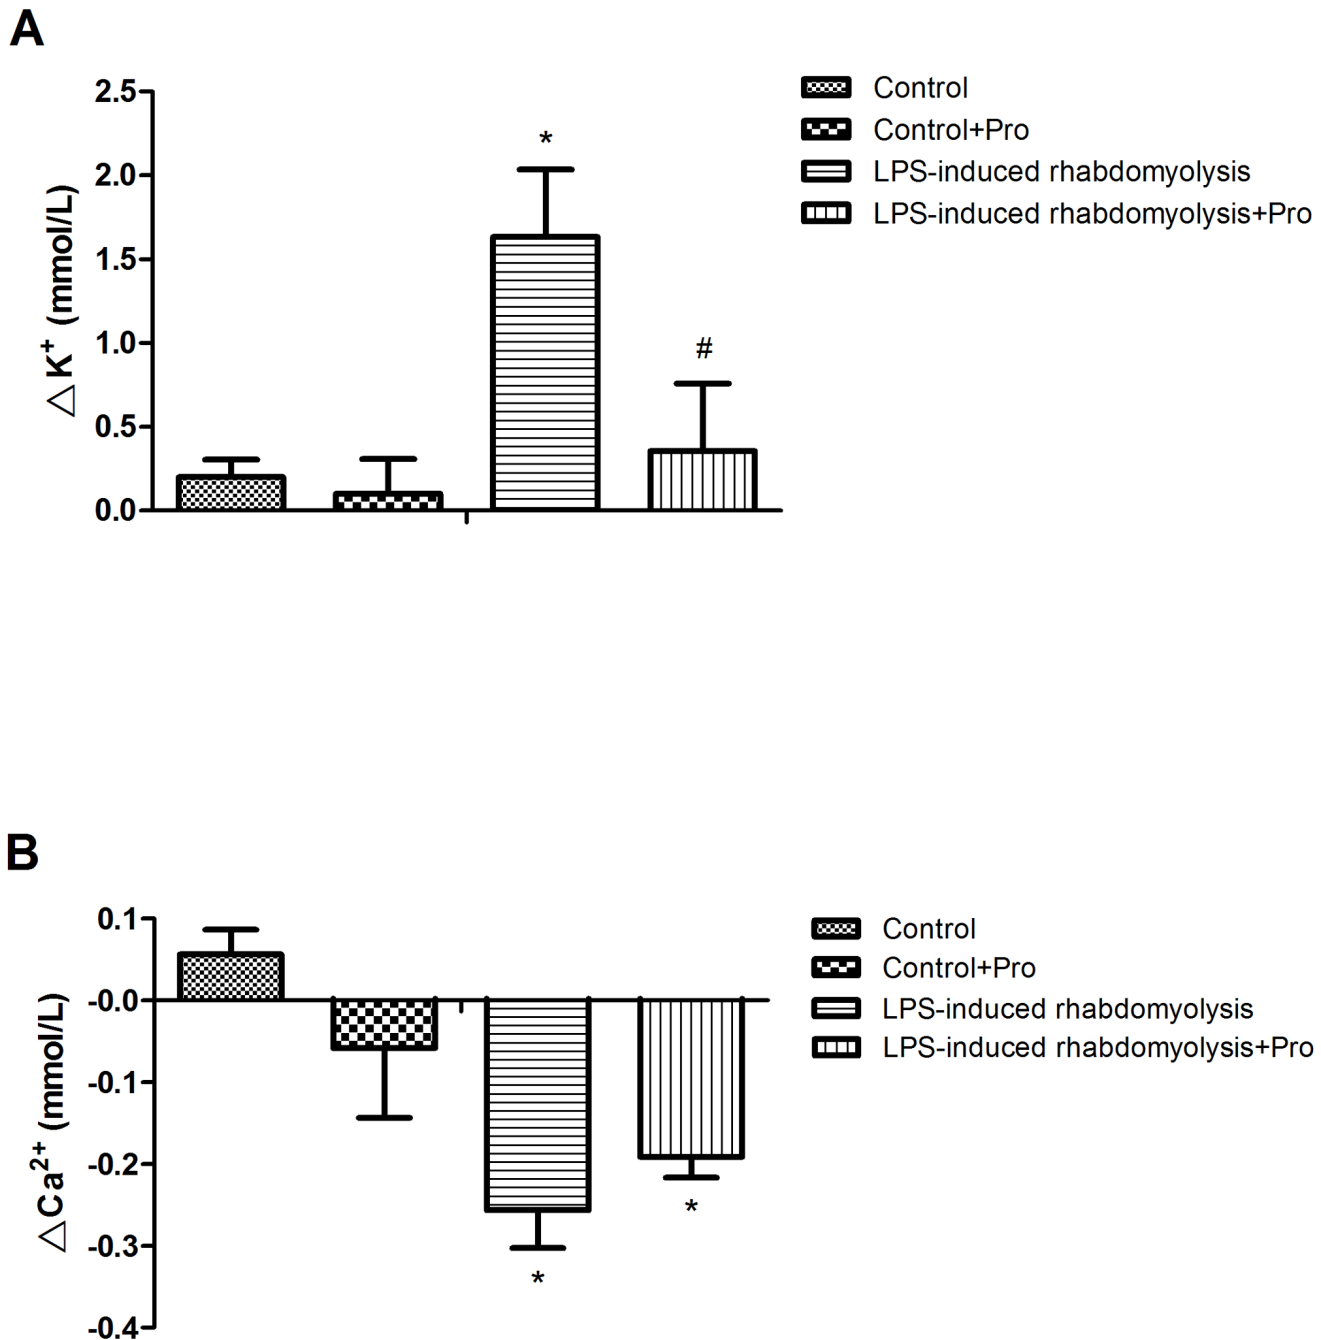 A
2.5
2.0
1.5
1.0
0.5
0.0
△K⁺ (mmol/L)
*
#
Control
Control+Pro
LPS-induced rhabdomyolysis
LPS-induced rhabdomyolysis+Pro
B
0.1
-0.0
-0.1
-0.2
-0.3
-0.4
△Ca²⁺ (mmol/L)
*
*
Control
Control+Pro
LPS-induced rhabdomyolysis
LPS-induced rhabdomyolysis+Pro